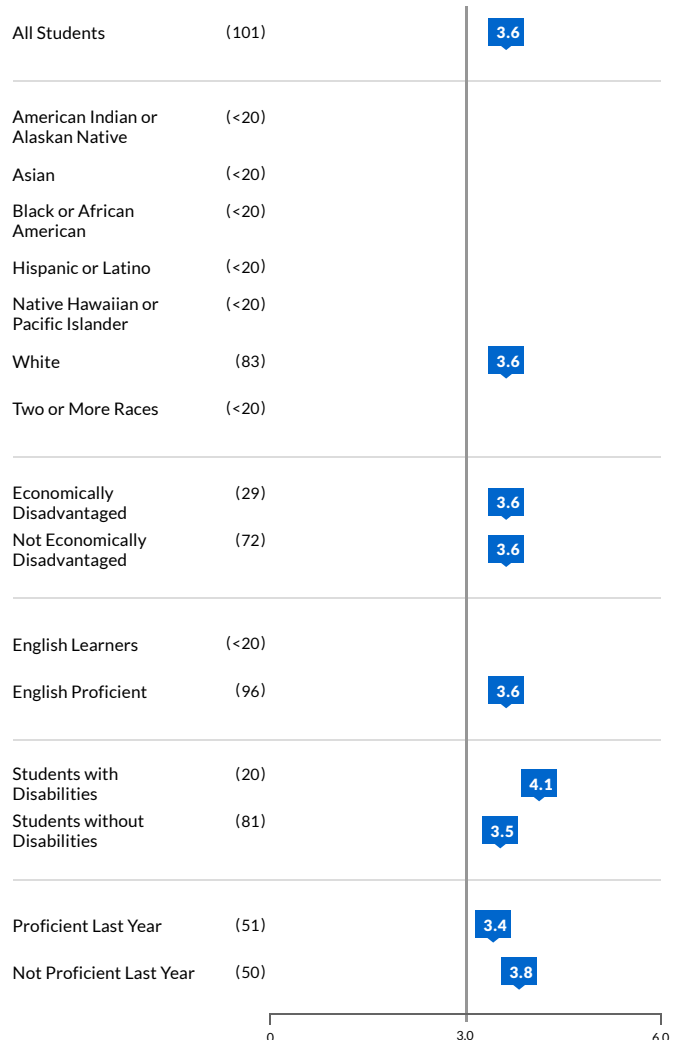 All Students (101) 3.6
American Indian or (<20)
Alaskan Native
Asian (<20)
Black or African (<20)
American
Hispanic or Latino (<20)
Native Hawaiian or (<20)
Pacific Islander
White (83) 3.6
Two or More Races (<20)
Economically (29) 3.6
Disadvantaged
Not Economically (72) 3.6
Disadvantaged
English Learners (<20)
English Proficient (96) 3.6
Students with (20) 4.1
Disabilities
Students without (81) 3.5
Disabilities
Proficient Last Year (51) 3.4
Not Proficient Last Year (50) 3.8
0 3.0 6.0